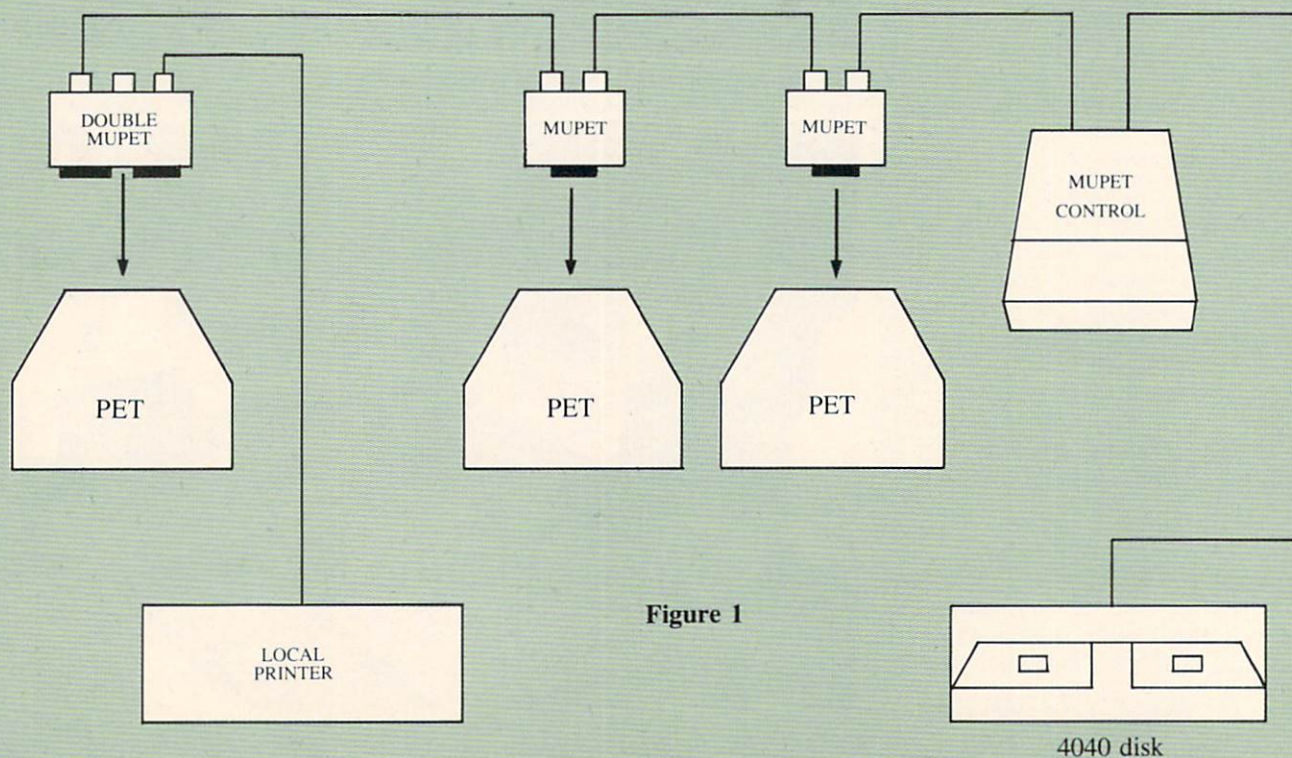 DOUBLE
MUPET
MUPET
MUPET
MUPET
CONTROL
PET
PET
PET
Figure 1
LOCAL
PRINTER
4040 disk